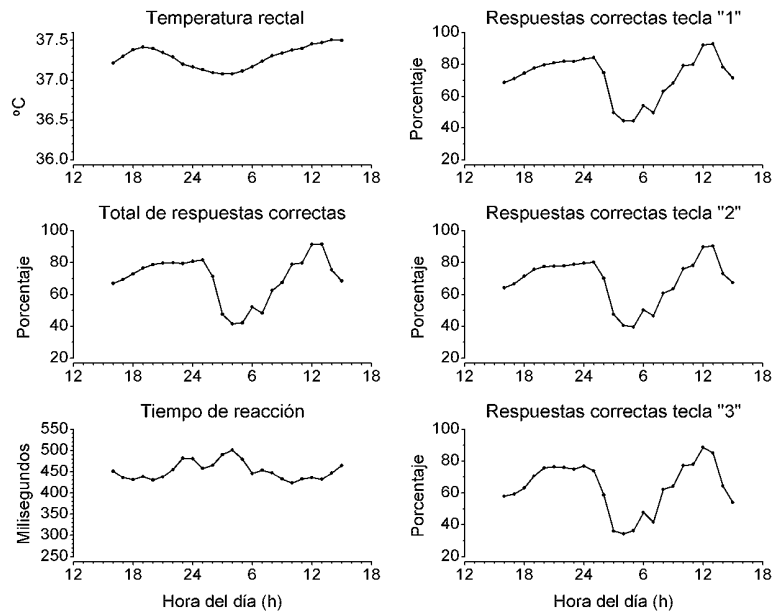 Temperatura rectal
37.5
37.0
36.5
36.0
ºC
12 18 24 6 12 18
Respuestas correctas tecla "1"
100
80
60
40
20
Porcentaje
12 18 24 6 12 18
Total de respuestas correctas
100
80
60
40
20
Porcentaje
12 18 24 6 12 18
Respuestas correctas tecla "2"
100
80
60
40
20
Porcentaje
12 18 24 6 12 18
Tiempo de reacción
550
500
450
400
350
300
250
Milisegundos
12 18 24 6 12 18
Hora del día (h)
Respuestas correctas tecla "3"
100
80
60
40
20
Porcentaje
12 18 24 6 12 18
Hora del día (h)